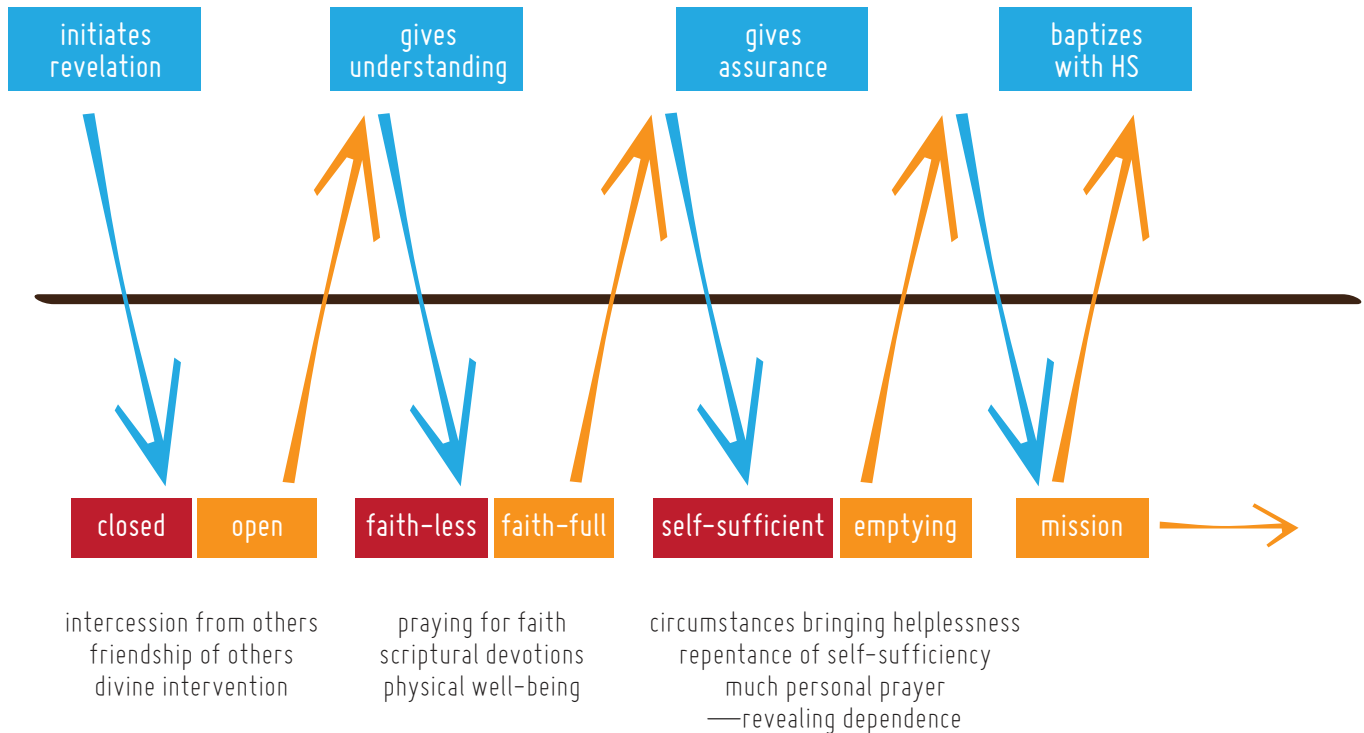 initiates
revelation
gives
understanding
gives
assurance
baptizes
with HS
closed
open
faith-less
faith-full
self-sufficient
emptying
mission
intercession from others
friendship of others
divine intervention
praying for faith
scriptural devotions
physical well-being
circumstances bringing helplessness
repentance of self-sufficiency
much personal prayer
—revealing dependence